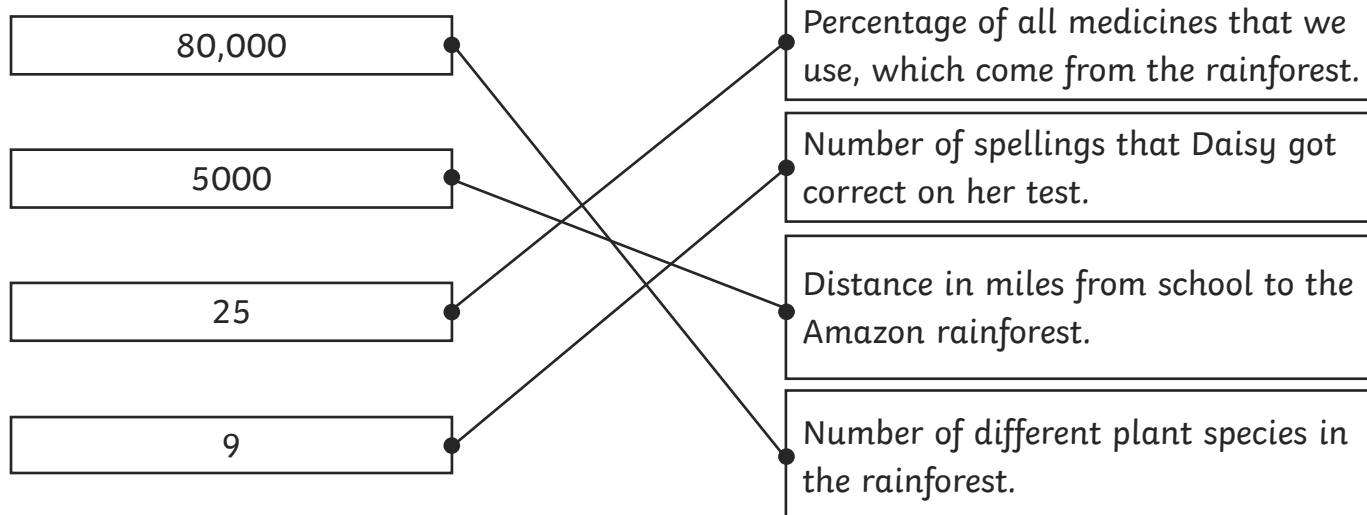 80,000
5000
25
9
Percentage of all medicines that we
use, which come from the rainforest.
Number of spellings that Daisy got
correct on her test.
Distance in miles from school to the
Amazon rainforest.
Number of different plant species in
the rainforest.